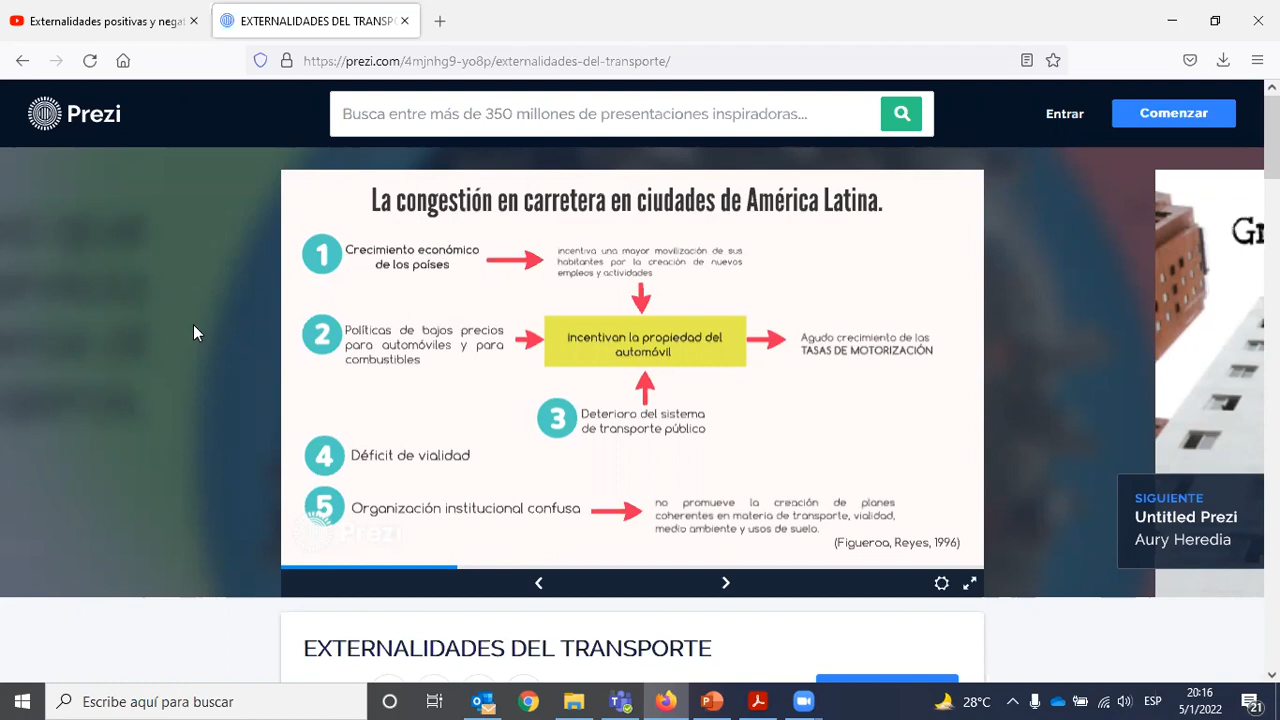 Externalidades positivas y negat
EXTERNALIDADES DEL TRANSP
https://prezi.com/4mjnhg9-yo8p/externalidades-del-transporte/
Prezi
Busca entre más de 350 millones de presentaciones inspiradoras...
Entrar
Comenzar
La congestión en carretera en ciudades de América Latina.
1
Crecimiento económico
de los países
incentiva una mayor movilización de sus
habitantes por la creación de nuevos
empleos y actividades
2
Políticas de bajos precios
para automóviles y para
combustibles
incentivan la propiedad del
automóvil
Agudo crecimiento de las
TASAS DE MOTORIZACIÓN
3
Deterioro del sistema
de transporte público
4
Déficit de vialidad
5
Organización institucional confusa
no promueve la creación de planes
coherentes en materia de transporte, vialidad,
medio ambiente y usos de suelo.
(Figueroa, Reyes, 1996)
Prezi
Gr
SIGUIENTE
Untitled Prezi
Aury Heredia
EXTERNALIDADES DEL TRANSPORTE
Escribe aquí para buscar
28°C
ESP
20:16
5/1/2022
21